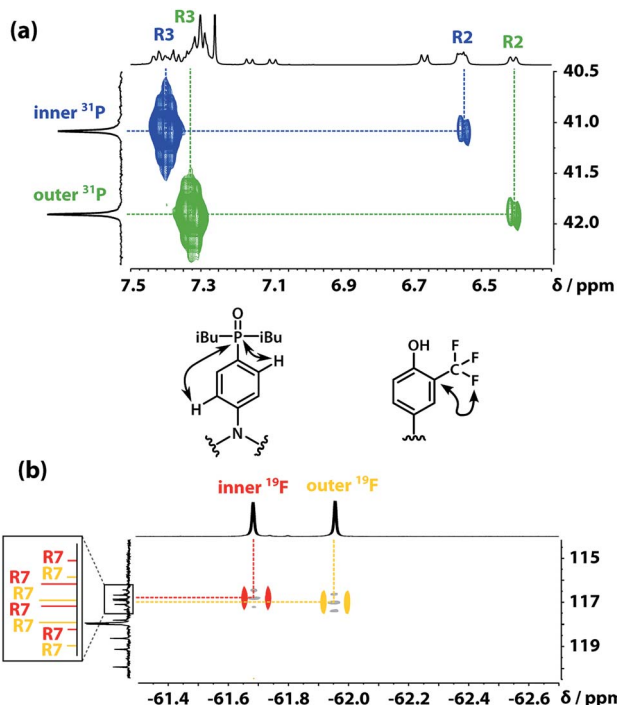 (a)
R3 R3 R2 R2
inner ³¹P
outer ³¹P
40.5
41.0
41.5
42.0
7.5 7.3 7.1 6.9 6.7 6.5 δ / ppm
O
iBu P iBu
H
H
N
OH
F
C F
F
(b)
inner ¹⁹F outer ¹⁹F
R7
R7
R7
R7
R7
R7
R7
R7
115
117
119
-61.4 -61.6 -61.8 -62.0 -62.2 -62.4 -62.6 δ / ppm